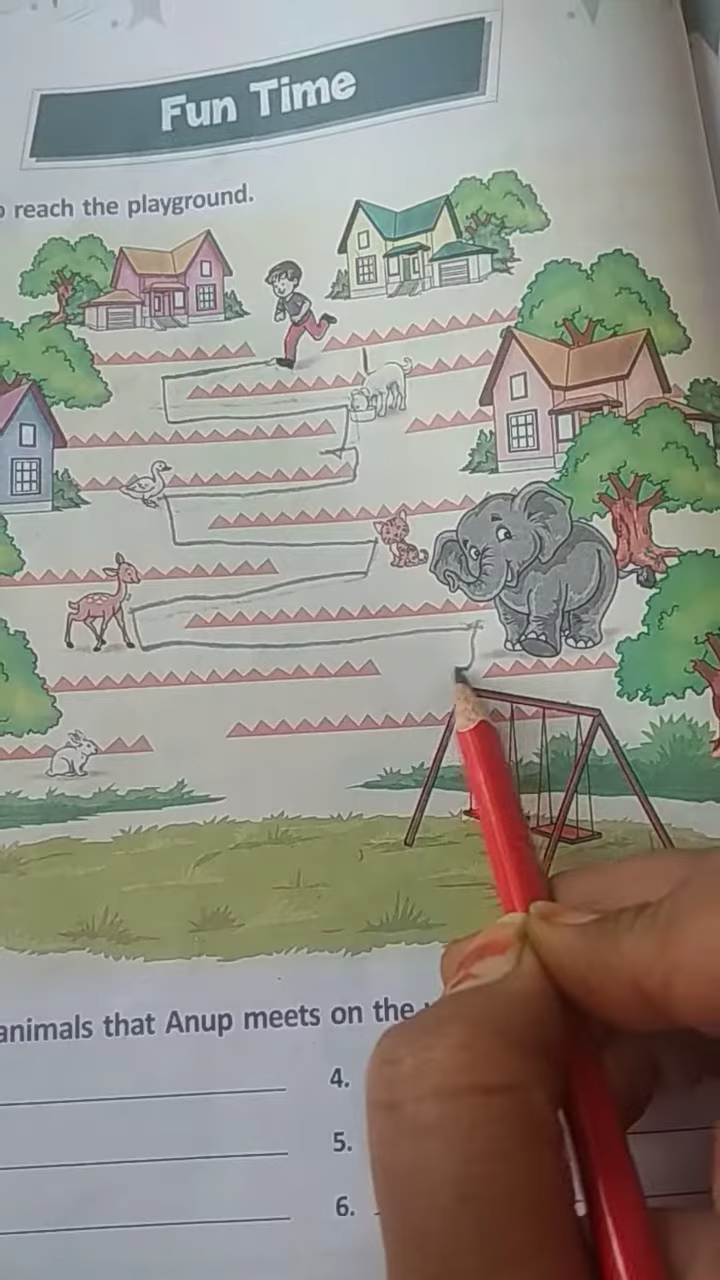 Fun Time
reach the playground.
animals that Anup meets on the
4.
5.
6.